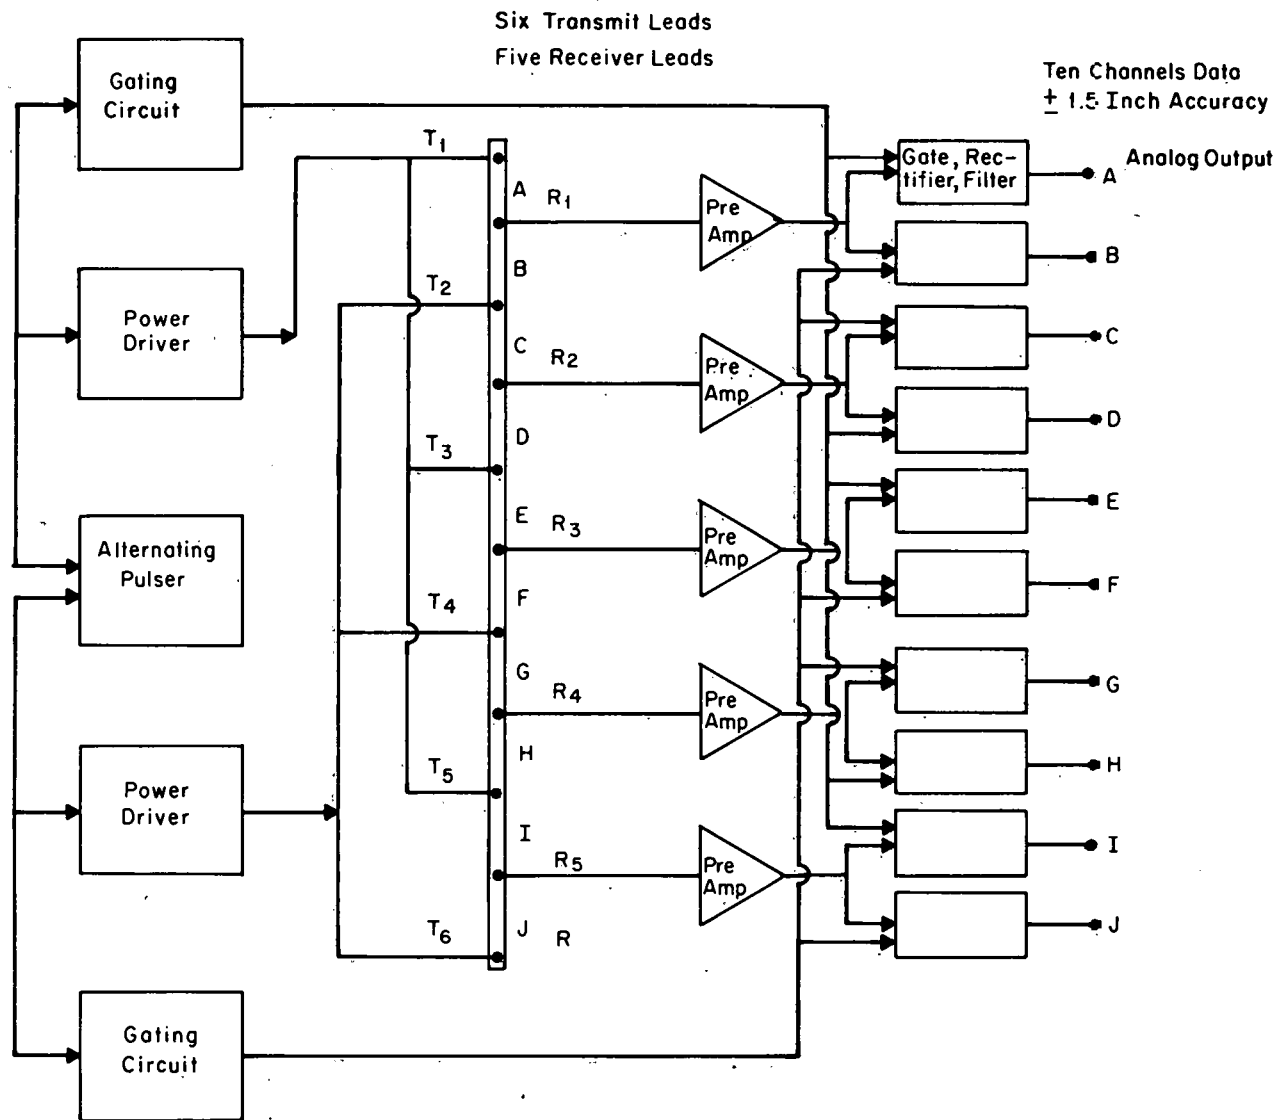 Six Transmit Leads
Five Receiver Leads
Ten Channels Data
± 1.5 Inch Accuracy
Analog Output
Gating
Circuit
Power
Driver
Alternating
Pulser
Power
Driver
Gating
Circuit
T1
T2
T3
T4
T5
T6
A
B
C
D
E
F
G
H
I
J
R1
R2
R3
R4
R5
R
Pre
Amp
Pre
Amp
Pre
Amp
Pre
Amp
Pre
Amp
Gate, Rec-
tifier, Filter
A
B
C
D
E
F
G
H
I
J